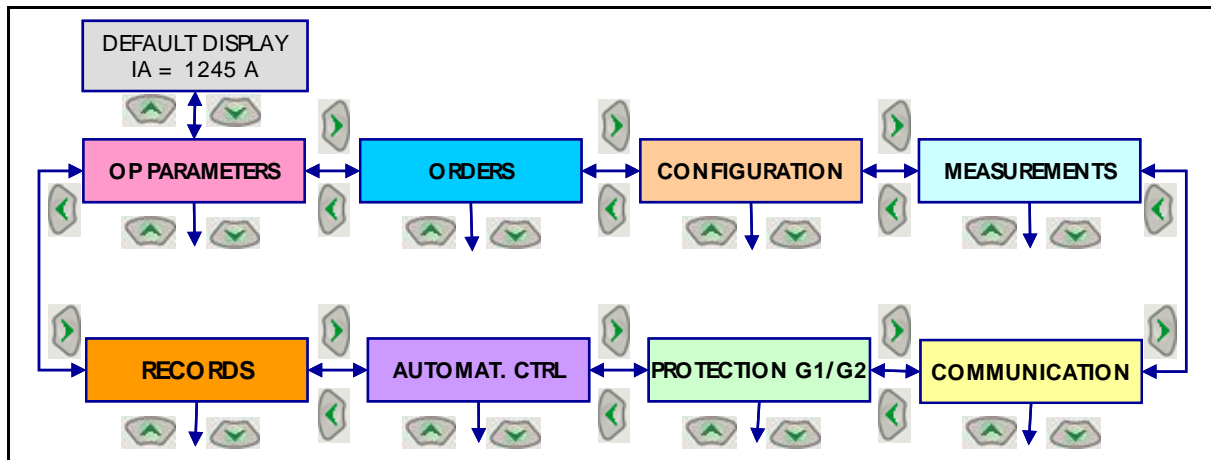 DEFAULT DISPLAY
IA = 1245 A
OP PARAMETERS
ORDERS
CONFIGURATION
MEASUREMENTS
RECORDS
AUTOMAT. CTRL
PROTECTION G1/G2
COMMUNICATION